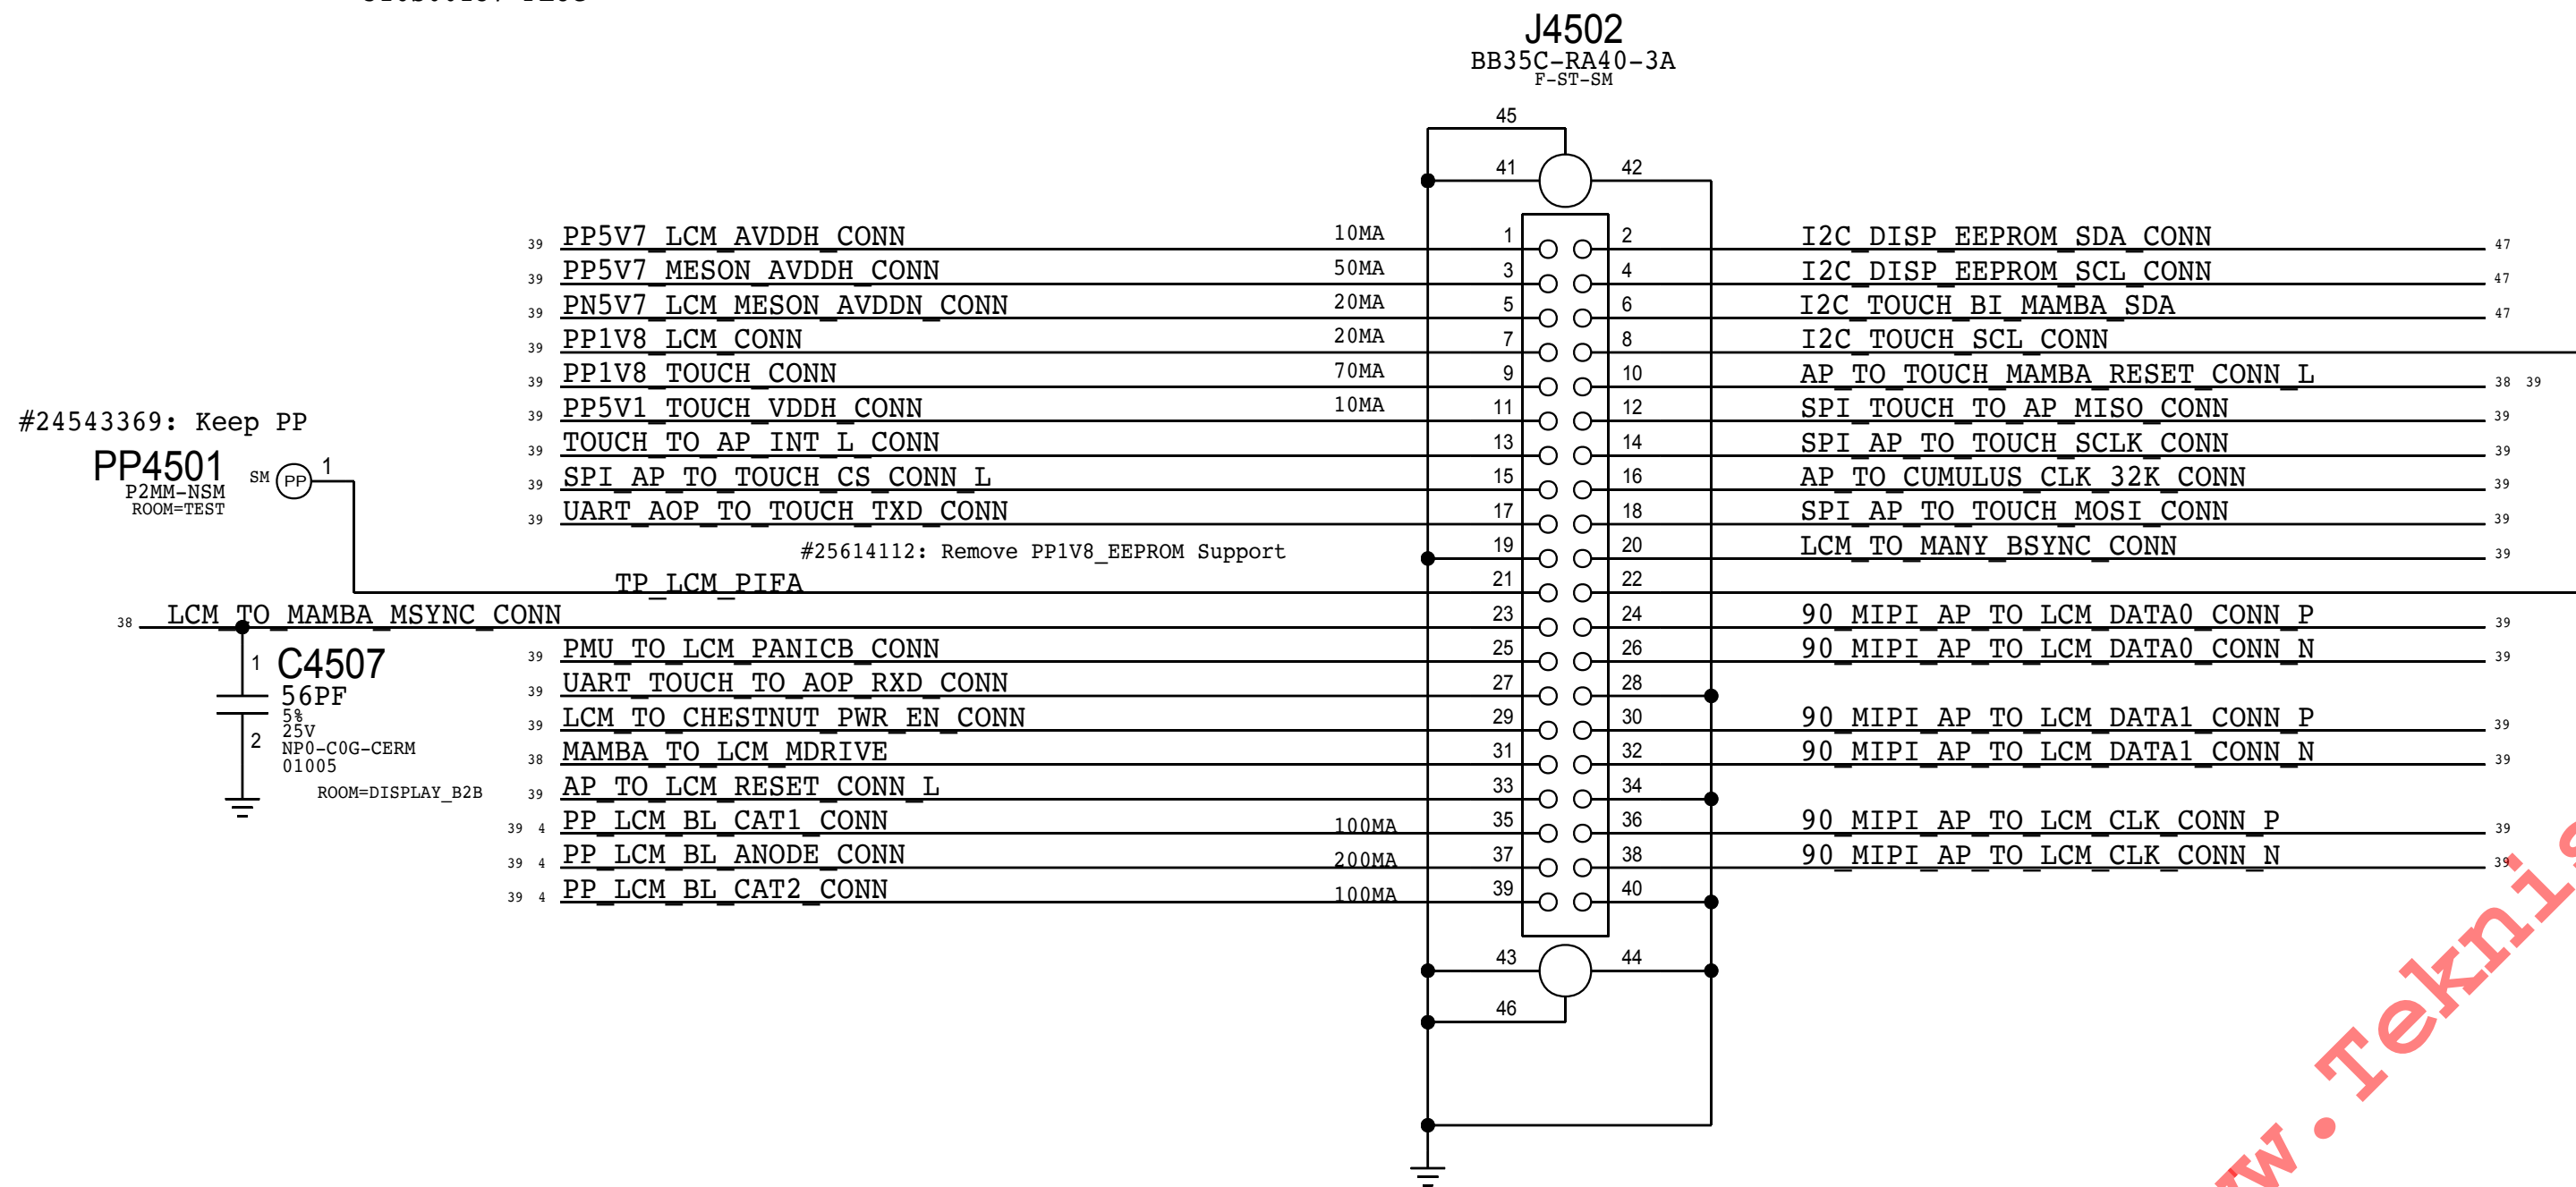 J4502
BB35C-RA40-3A
F-ST-SM
45
41 42
39 PP5V7_LCM_AVDDH_CONN 10MA 1 2 I2C_DISP_EEPROM_SDA_CONN 47
39 PP5V7_MESON_AVDDH_CONN 50MA 3 4 I2C_DISP_EEPROM_SCL_CONN 47
39 PN5V7_LCM_MESON_AVDDN_CONN 20MA 5 6 I2C_TOUCH_BI_MAMBA_SDA 47
39 PP1V8_LCM_CONN 20MA 7 8 I2C_TOUCH_SCL_CONN
39 PP1V8_TOUCH_CONN 70MA 9 10 AP_TO_TOUCH_MAMBA_RESET_CONN_L 38 39
39 PP5V1_TOUCH_VDDH_CONN 10MA 11 12 SPI_TOUCH_TO_AP_MISO_CONN 39
#24543369: Keep PP
39 TOUCH_TO_AP_INT_L_CONN 13 14 SPI_AP_TO_TOUCH_SCLK_CONN 39
PP4501 SM PP 1
P2MM-NSM
ROOM=TEST
39 SPI_AP_TO_TOUCH_CS_CONN_L 15 16 AP_TO_CUMULUS_CLK_32K_CONN 39
39 UART_AOP_TO_TOUCH_TXD_CONN 17 18 SPI_AP_TO_TOUCH_MOSI_CONN 39
#25614112: Remove PP1V8_EEPROM Support 19 20 LCM_TO_MANY_BSYNC_CONN 39
TP_LCM_PIFA 21 22
38 LCM_TO_MAMBA_MSYNC_CONN 23 24 90_MIPI_AP_TO_LCM_DATA0_CONN_P 39
39 PMU_TO_LCM_PANICB_CONN 25 26 90_MIPI_AP_TO_LCM_DATA0_CONN_N 39
1 C4507
56PF
5%
25V
2 NP0-C0G-CERM
01005
ROOM=DISPLAY_B2B
39 UART_TOUCH_TO_AOP_RXD_CONN 27 28
39 LCM_TO_CHESTNUT_PWR_EN_CONN 29 30 90_MIPI_AP_TO_LCM_DATA1_CONN_P 39
38 MAMBA_TO_LCM_MDRIVE 31 32 90_MIPI_AP_TO_LCM_DATA1_CONN_N 39
39 AP_TO_LCM_RESET_CONN_L 33 34
39 4 PP_LCM_BL_CAT1_CONN 100MA 35 36 90_MIPI_AP_TO_LCM_CLK_CONN_P 39
39 4 PP_LCM_BL_ANODE_CONN 200MA 37 38 90_MIPI_AP_TO_LCM_CLK_CONN_N 39
39 4 PP_LCM_BL_CAT2_CONN 100MA 39 40
43 44
46
w.Teknis